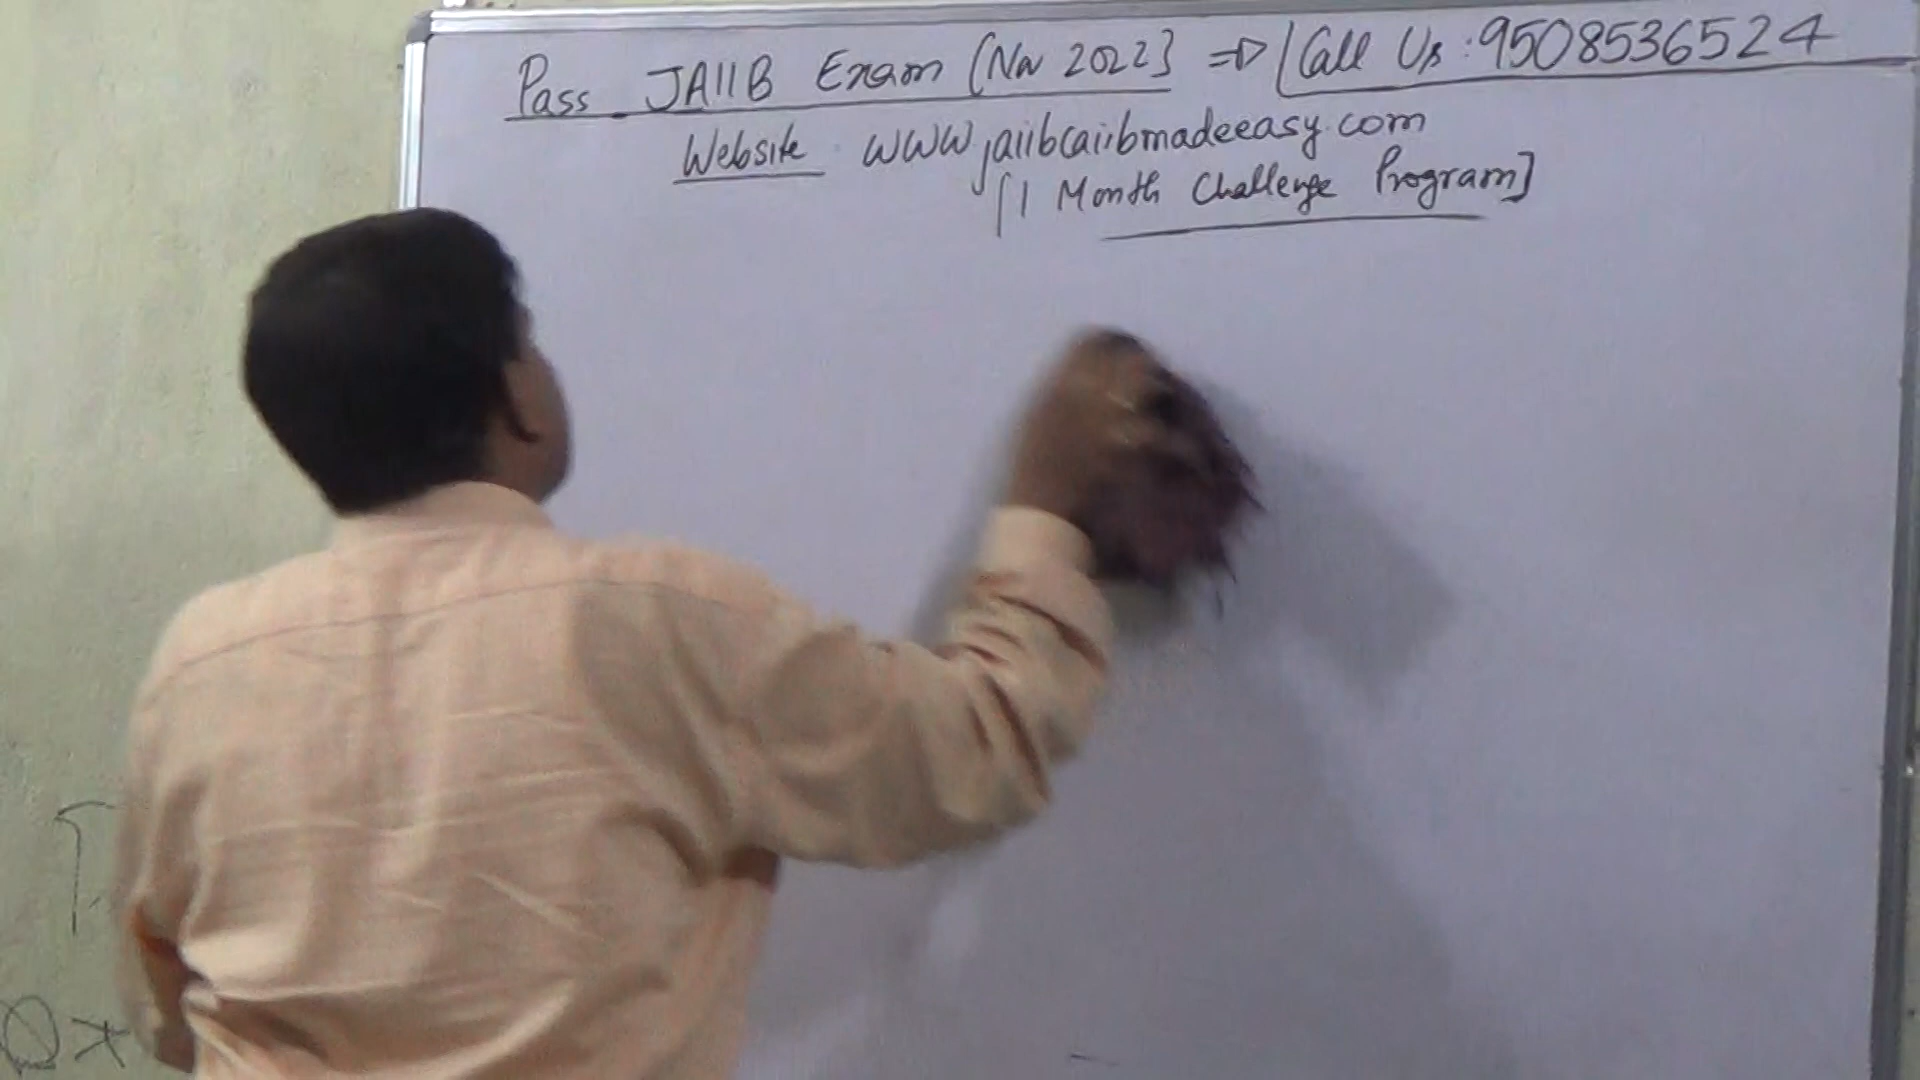 Pass JAIIB Exam [Nov 2022] ⇒ [Call Us : 9508536524
Website www.jaiibcaiibmadeeasy.com
[1 Month Challenge Program]